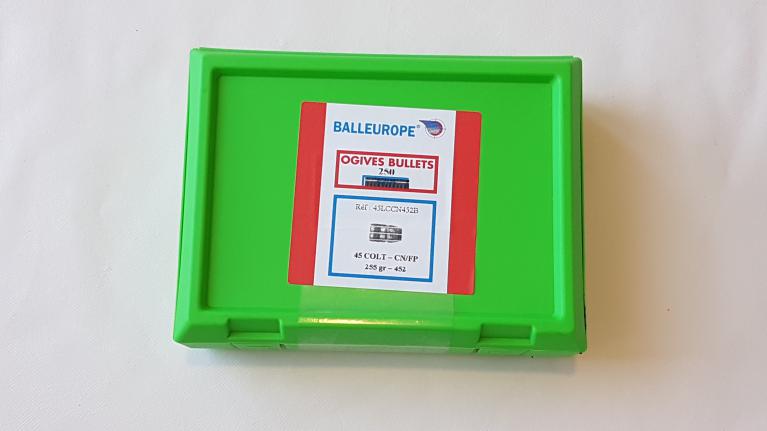 BALLEUROPE®
OGIVES BULLETS
250
Réf : 45LCCN452B
45 COLT – CN/FP
255 gr – 452